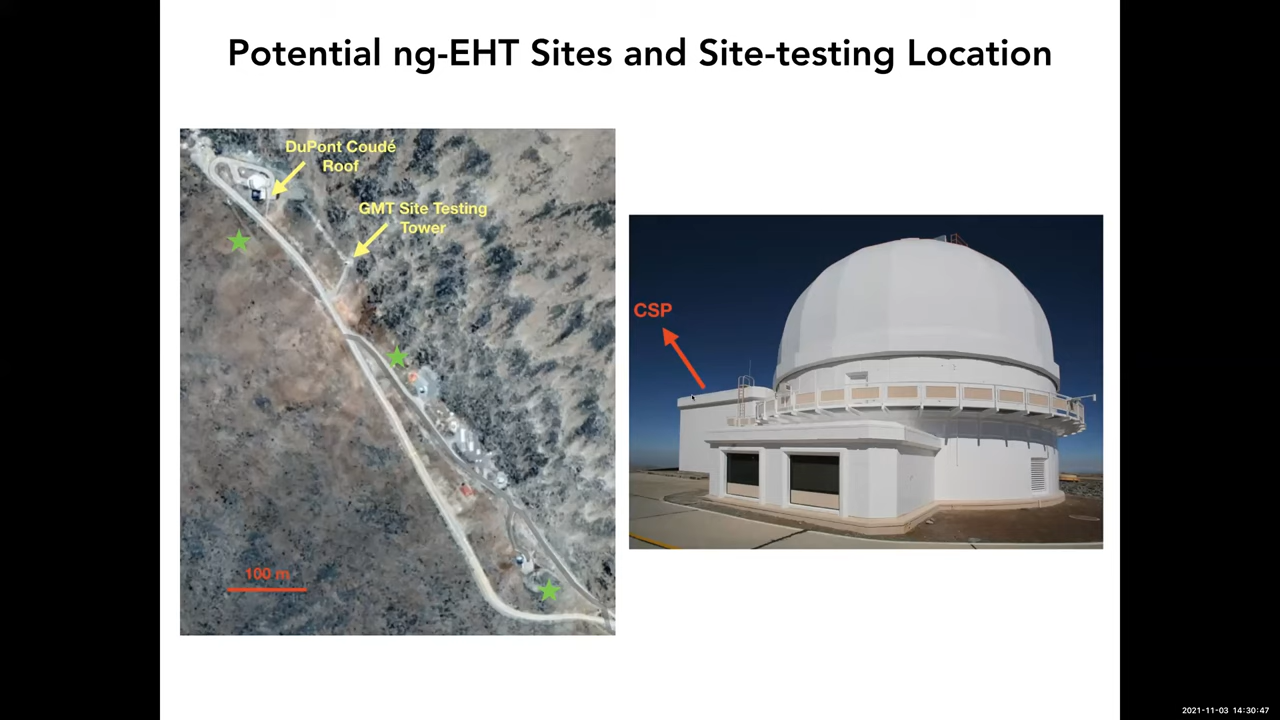 Potential ng-EHT Sites and Site-testing Location
DuPont Coudé
Roof
GMT Site Testing
Tower
100 m
CSP
2021-11-03 14:30:47